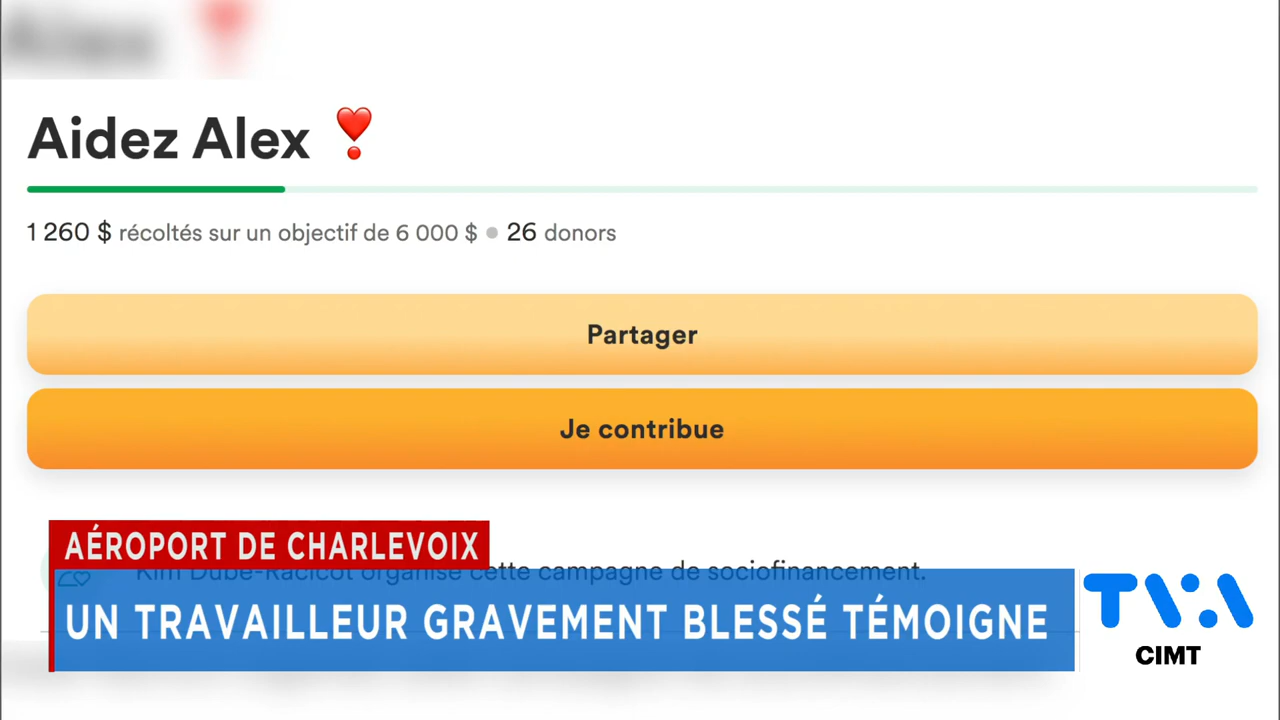 Aidez Alex ❣️
1 260 $ récoltés sur un objectif de 6 000 $ ● 26 donors
Partager
Je contribue
AÉROPORT DE CHARLEVOIX
Kim Dubé-Racicot organise cette campagne de sociofinancement.
UN TRAVAILLEUR GRAVEMENT BLESSÉ TÉMOIGNE
TVA
CIMT